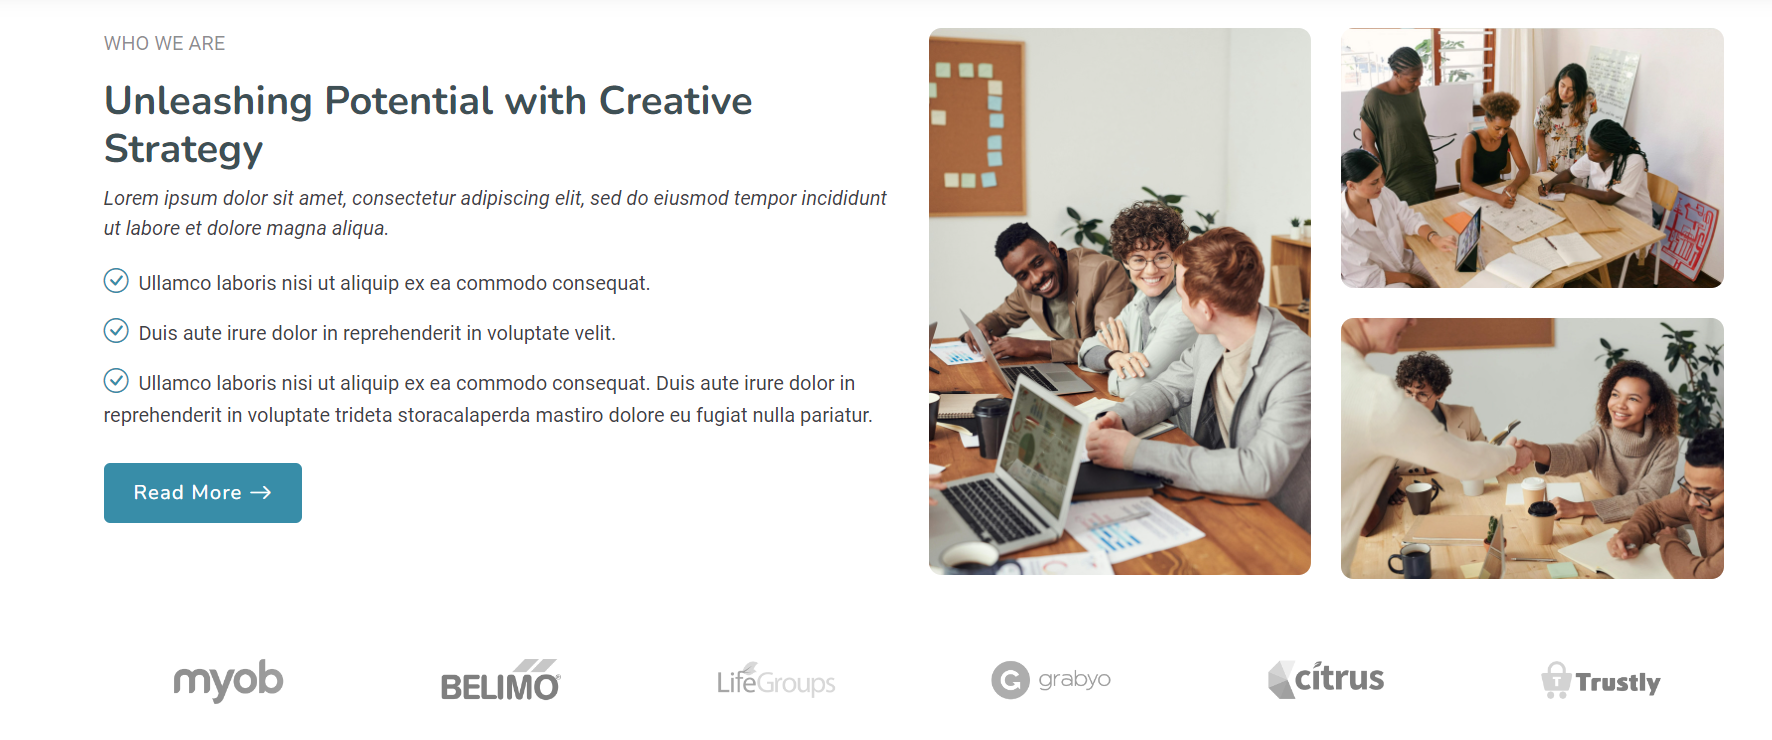 WHO WE ARE
Unleashing Potential with Creative
Strategy
Lorem ipsum dolor sit amet, consectetur adipiscing elit, sed do eiusmod tempor incididunt
ut labore et dolore magna aliqua.
Ullamco laboris nisi ut aliquip ex ea commodo consequat.
Duis aute irure dolor in reprehenderit in voluptate velit.
Ullamco laboris nisi ut aliquip ex ea commodo consequat. Duis aute irure dolor in
reprehenderit in voluptate trideta storacalaperda mastiro dolore eu fugiat nulla pariatur.
Read More →
myob
BELIMO®
LifeGroups
G grabyo
citrus
T Trustly